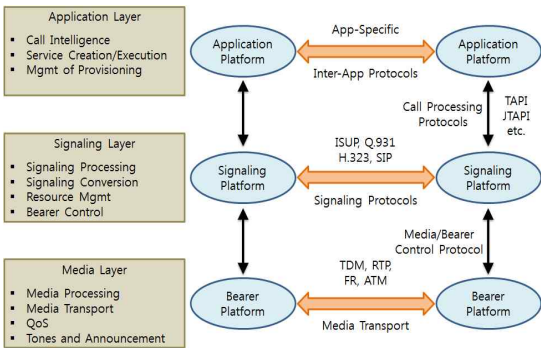 Application Layer
▪ Call Intelligence
▪ Service Creation/Execution
▪ Mgmt of Provisioning
Application
Platform
App-Specific
Inter-App Protocols
Application
Platform
Call Processing
Protocols
TAPI
JTAPI
etc.
Signaling Layer
▪ Signaling Processing
▪ Signaling Conversion
▪ Resource Mgmt
▪ Bearer Control
Signaling
Platform
ISUP, Q.931
H.323, SIP
Signaling Protocols
Signaling
Platform
Media/Bearer
Control Protocol
Media Layer
▪ Media Processing
▪ Media Transport
▪ QoS
▪ Tones and Announcement
Bearer
Platform
TDM, RTP,
FR, ATM
Media Transport
Bearer
Platform